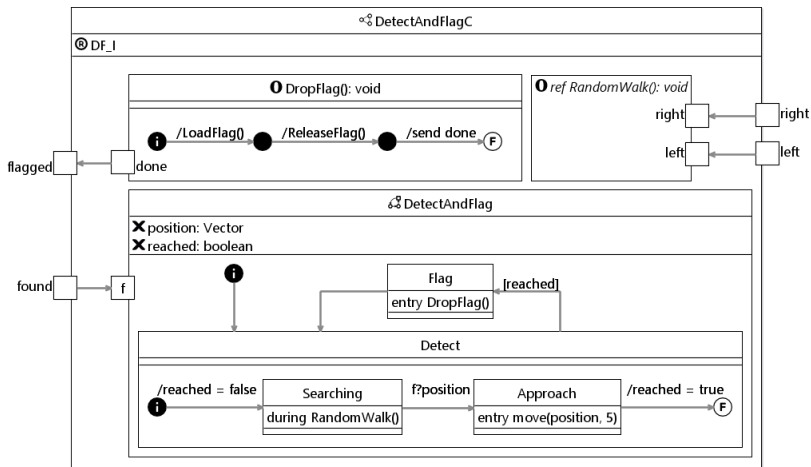 DetectAndFlagC
R DF_I
O DropFlag(): void
/LoadFlag() /ReleaseFlag() /send done
i F
O ref RandomWalk(): void
right right
left left
flagged done
DetectAndFlag
X position: Vector
X reached: boolean
found f
i
Flag
entry DropFlag()
[reached]
Detect
/reached = false Searching f?position Approach /reached = true
i during RandomWalk() entry move(position, 5) F